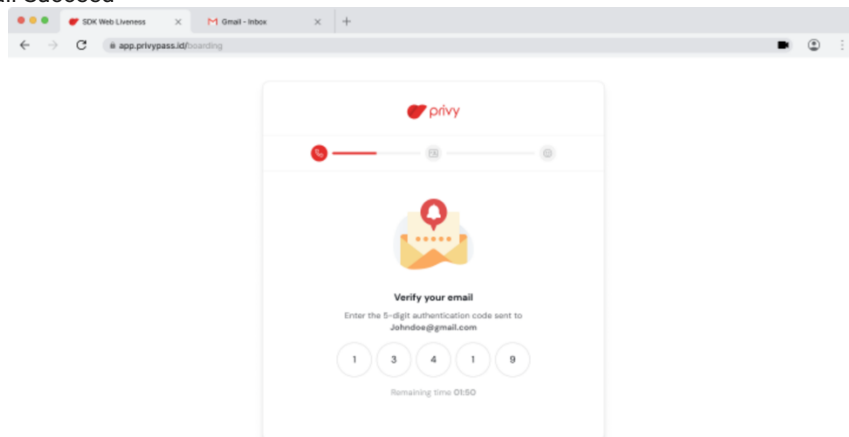 SDK Web Liveness
Gmail - Inbox
app.privypass.id/boarding
privy
Verify your email
Enter the 5-digit authentication code sent to
Johndoe@gmail.com
1 3 4 1 9
Remaining time 01:50